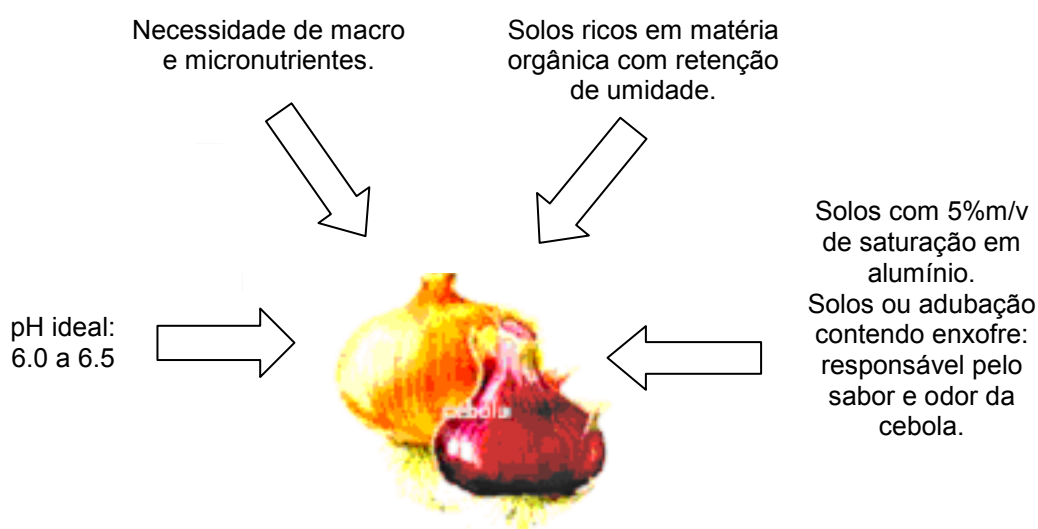 Necessidade de macro
e micronutrientes.
Solos ricos em matéria
orgânica com retenção
de umidade.
pH ideal:
6.0 a 6.5
Solos com 5%m/v
de saturação em
alumínio.
Solos ou adubação
contendo enxofre:
responsável pelo
sabor e odor da
cebola.
cebola